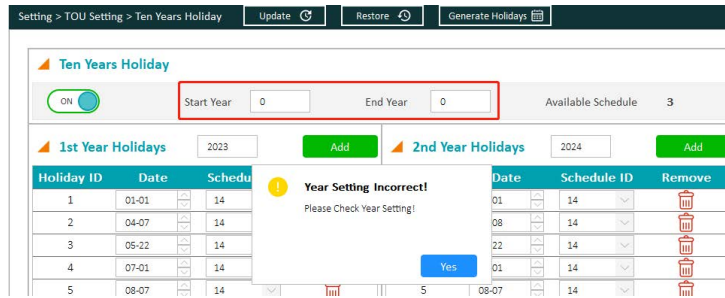 Setting > TOU Setting > Ten Years Holiday Update Restore Generate Holidays
Ten Years Holiday
ON Start Year 0 End Year 0 Available Schedule 3
1st Year Holidays 2023 Add 2nd Year Holidays 2024 Add
Holiday ID Date Schedu Date Schedule ID Remove
Year Setting Incorrect!
Please Check Year Setting!
Yes
1 01-01 14 01 14
2 04-07 14 08 14
3 05-22 14 22 14
4 07-01 14 01 14
5 08-07 14 5 08-07 14